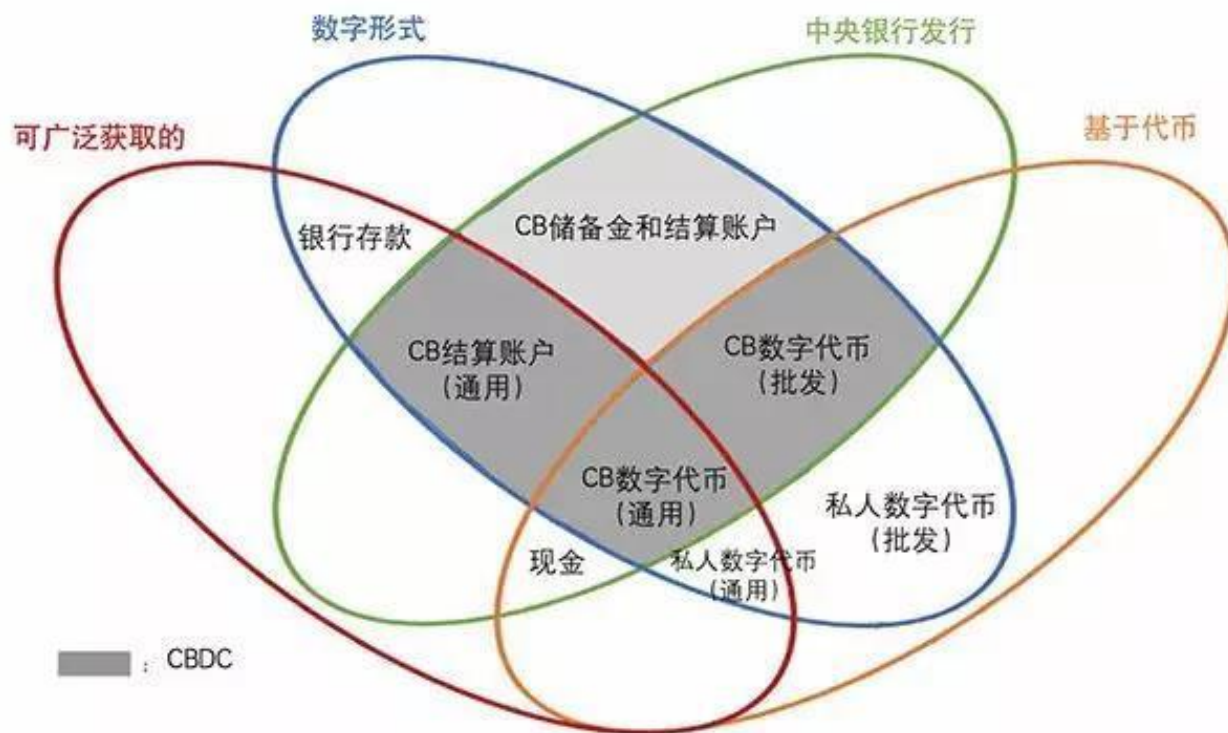 数字形式
中央银行发行
可广泛获取的
基于代币
CB储备金和结算账户
银行存款
CB结算账户
(通用)
CB数字代币
(批发)
CB数字代币
(通用)
私人数字代币
(批发)
现金
私人数字代币
(通用)
: CBDC